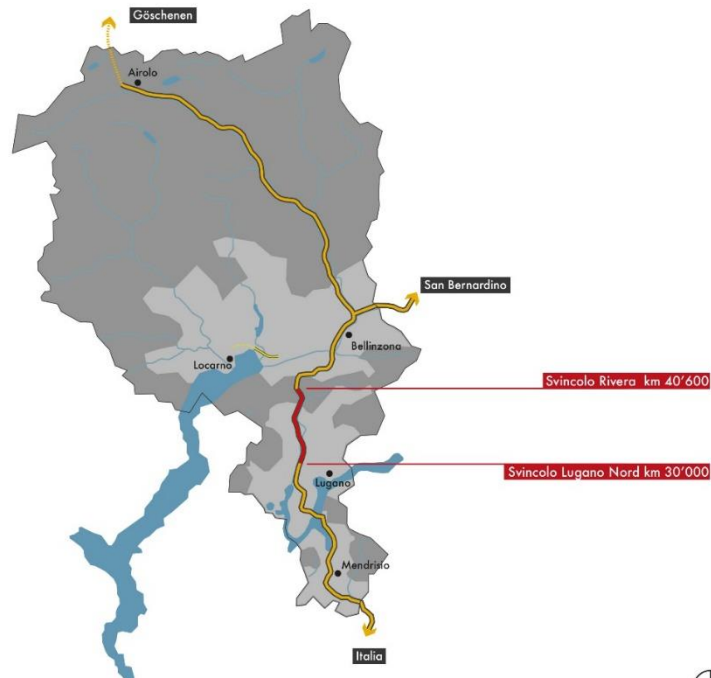 Göschenen
Airolo
San Bernardino
Bellinzona
Locarno
Svincolo Rivera km 40'600
Svincolo Lugano Nord km 30'000
Lugano
Mendrisio
Italia